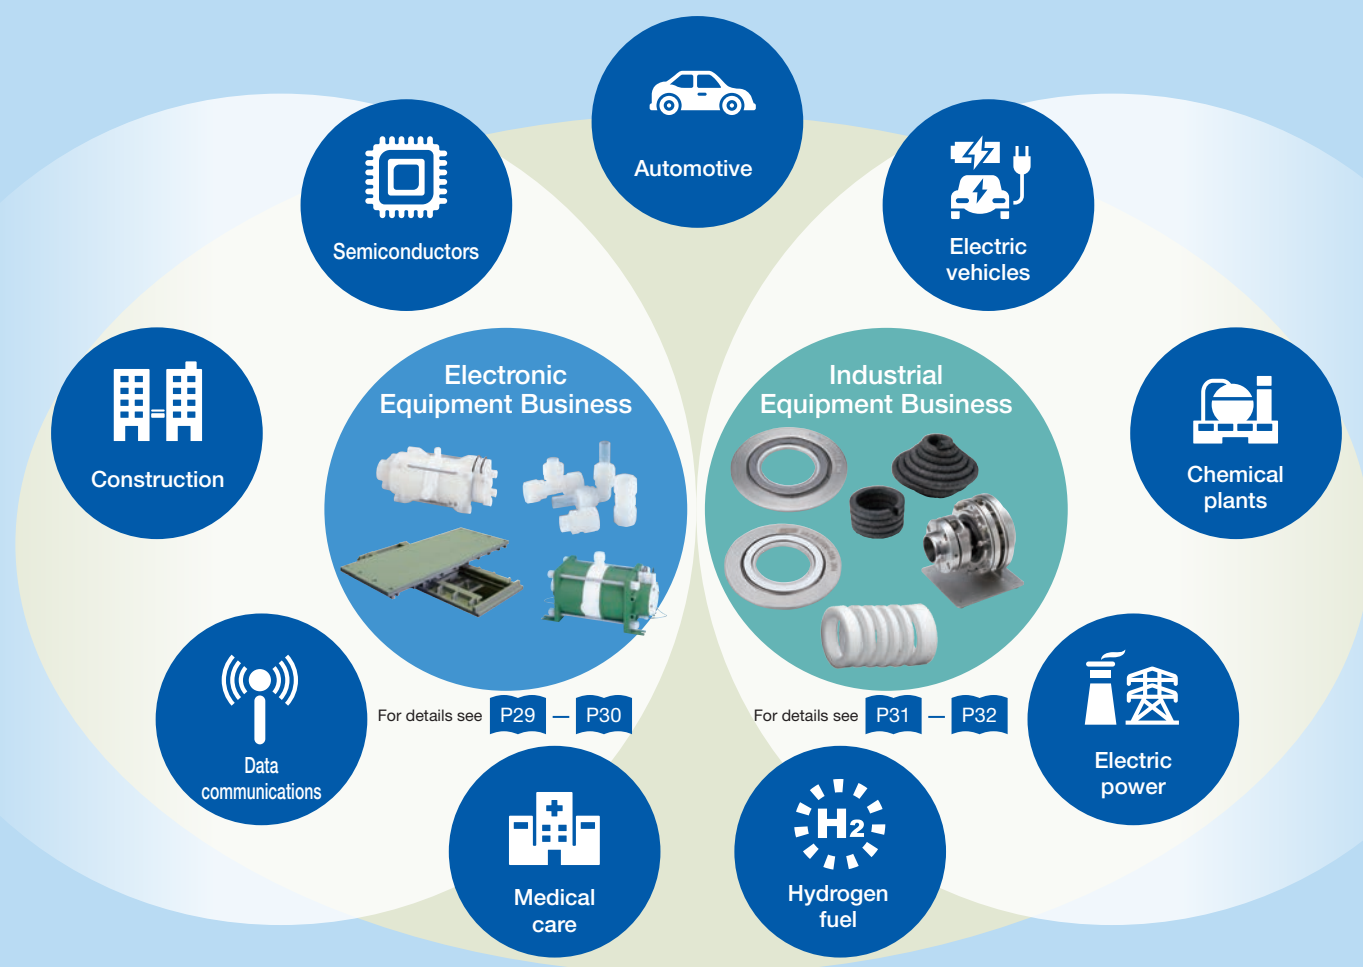 Automotive
Semiconductors
Electric
vehicles
Construction
Electronic
Equipment Business
Industrial
Equipment Business
Chemical
plants
Data
communications
For details see P29 — P30
For details see P31 — P32
Electric
power
Medical
care
H2
Hydrogen
fuel